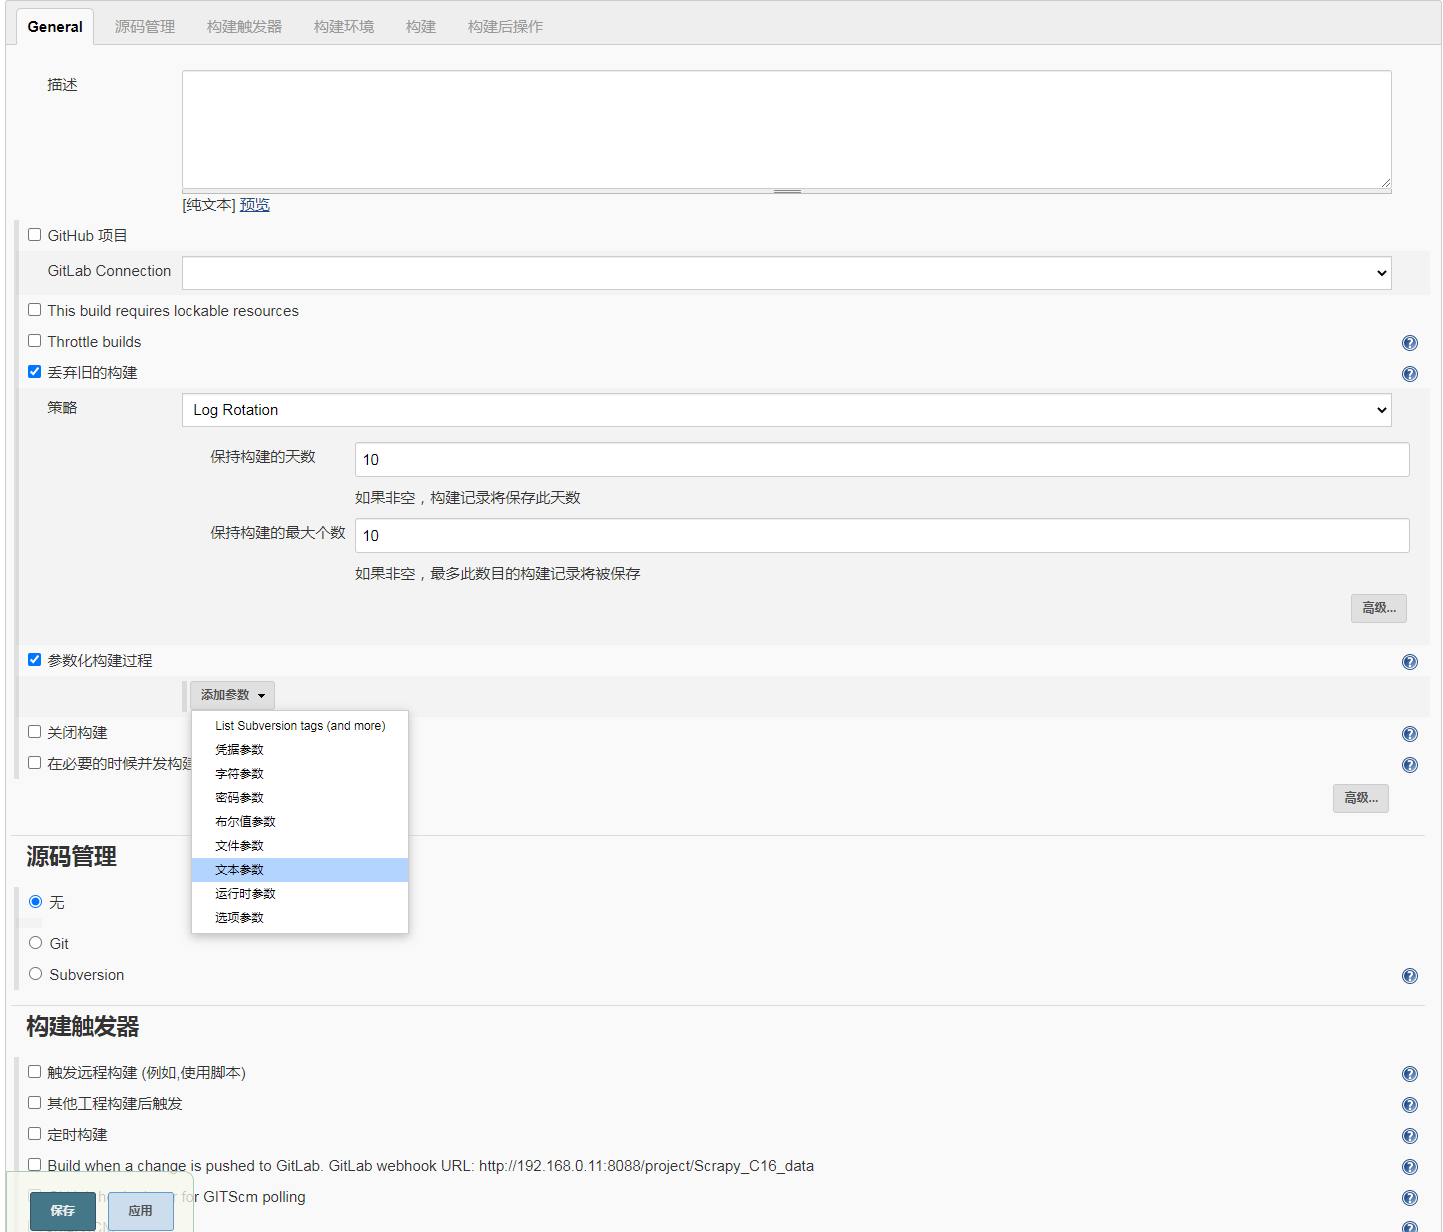 General 源码管理 构建触发器 构建环境 构建 构建后操作
描述
[纯文本] 预览
GitHub 项目
GitLab Connection
This build requires lockable resources
Throttle builds
丢弃旧的构建
策略 Log Rotation
保持构建的天数 10
如果非空，构建记录将保存此天数
保持构建的最大个数 10
如果非空，最多此数目的构建记录将被保存
高级...
参数化构建过程
添加参数
List Subversion tags (and more)
凭据参数
字符参数
密码参数
布尔值参数
文件参数
文本参数
运行时参数
选项参数
关闭构建
在必要的时候并发构建
高级...
源码管理
无
Git
Subversion
构建触发器
触发远程构建 (例如,使用脚本)
其他工程构建后触发
定时构建
Build when a change is pushed to GitLab. GitLab webhook URL: http://192.168.0.11:8088/project/Scrapy_C16_data
for GITScm polling
保存 应用